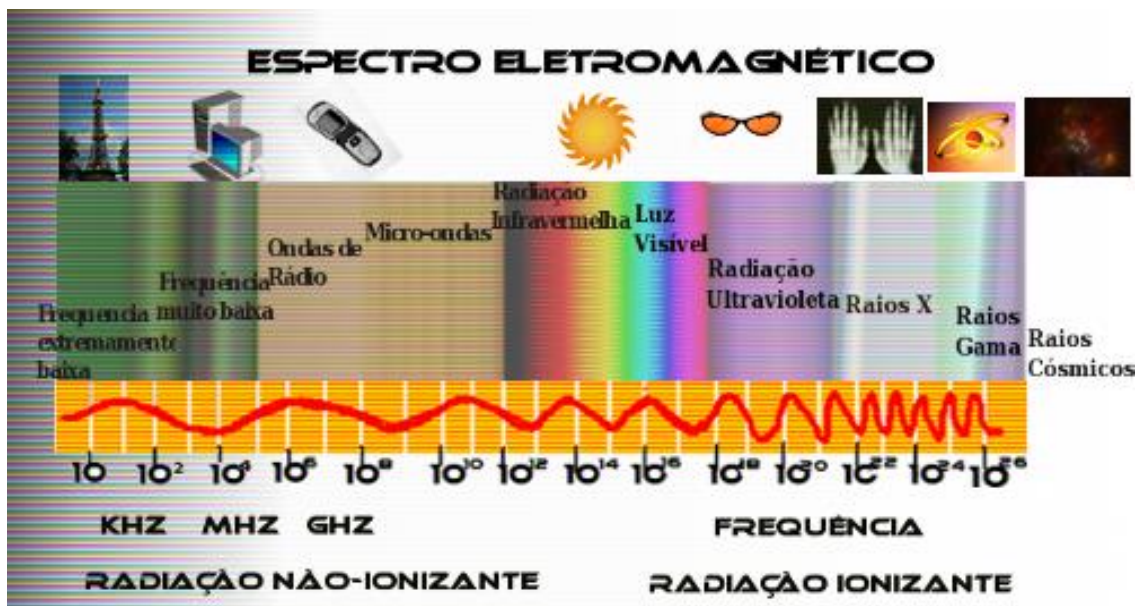 ESPECTRO ELETROMAGNÉTICO
Radiação
Infravermelha
Luz
Visível
Micro-ondas
Ondas de
Rádio
Radiação
Ultravioleta
Frequência
muito baixa
Raios X
Frequencia
extremamente
baixa
Raios
Gama
Raios
Cósmicos
10 10² 10⁴ 10⁶ 10⁸ 10¹⁰ 10¹² 10¹⁴ 10¹⁶ 10¹⁸ 10²⁰ 10²² 10²⁴ 10²⁶
KHZ MHZ GHZ FREQUÊNCIA
RADIAÇÃO NÃO-IONIZANTE RADIAÇÃO IONIZANTE